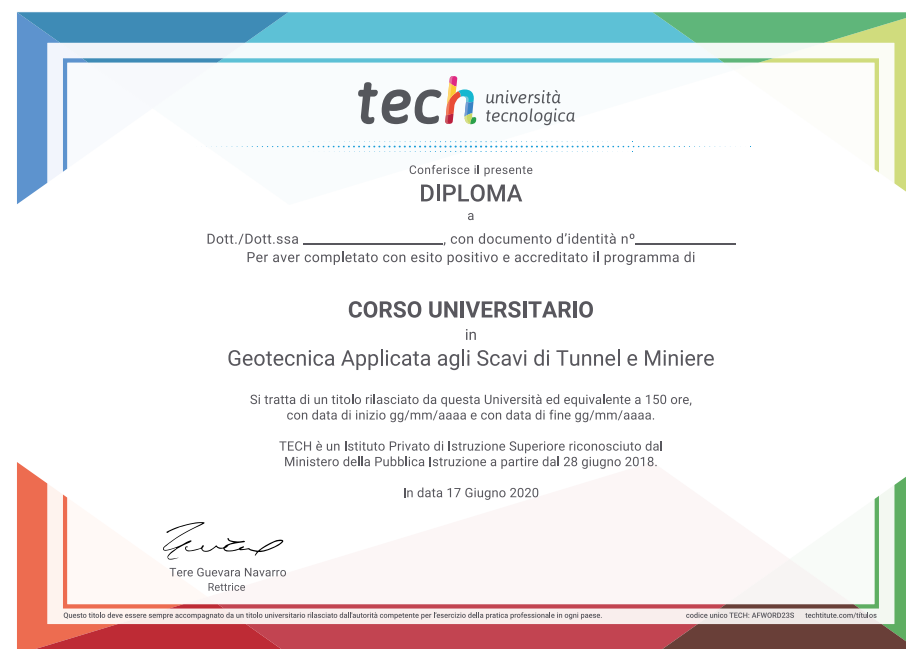 tech università
tecnologica
Conferisce il presente
DIPLOMA
a
Dott./Dott.ssa ____________________, con documento d'identità nº______________
Per aver completato con esito positivo e accreditato il programma di
CORSO UNIVERSITARIO
in
Geotecnica Applicata agli Scavi di Tunnel e Miniere
Si tratta di un titolo rilasciato da questa Università ed equivalente a 150 ore,
con data di inizio gg/mm/aaaa e con data di fine gg/mm/aaaa.
TECH è un Istituto Privato di Istruzione Superiore riconosciuto dal
Ministero della Pubblica Istruzione a partire dal 28 giugno 2018.
In data 17 Giugno 2020
Tere Guevara Navarro
Rettrice
Questo titolo deve essere sempre accompagnato da un titolo universitario rilasciato dall'autorità competente per l'esercizio della pratica professionale in ogni paese. codice unico TECH: AFWORD23S techtitute.com/titulos